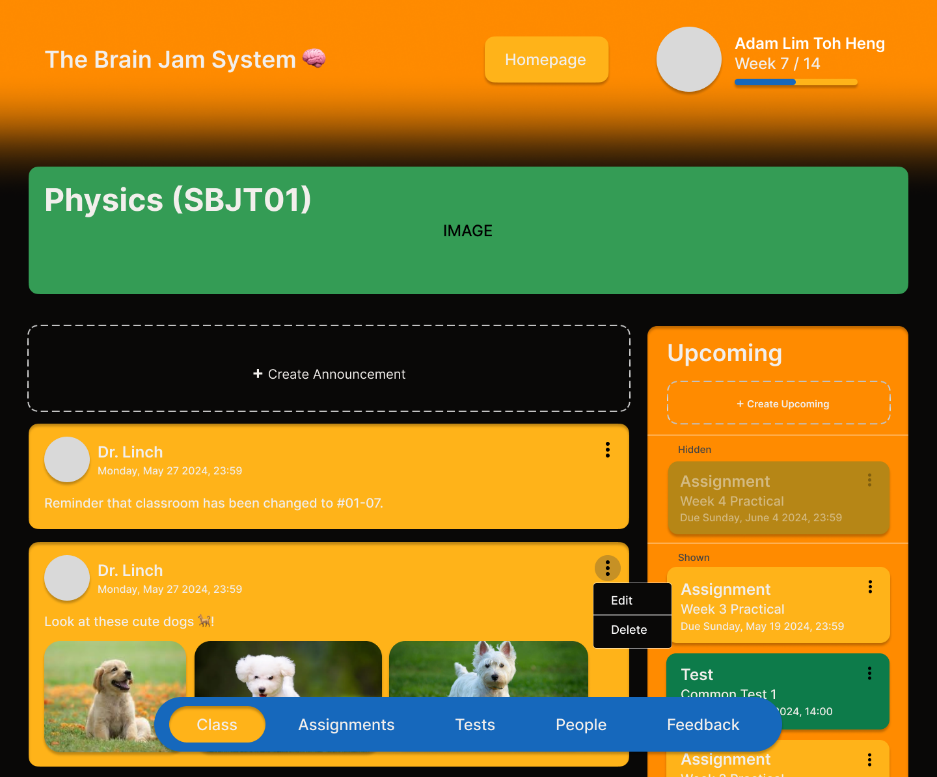 The Brain Jam System 🧠
Homepage
Adam Lim Toh Heng
Week 7 / 14
Physics (SBJT01)
IMAGE
+ Create Announcement
Dr. Linch
Monday, May 27 2024, 23:59
Reminder that classroom has been changed to #01-07.
Dr. Linch
Monday, May 27 2024, 23:59
Look at these cute dogs 🐕!
Edit
Delete
Upcoming
+ Create Upcoming
Hidden
Assignment
Week 4 Practical
Due Sunday, June 4 2024, 23:59
Shown
Assignment
Week 3 Practical
Due Sunday, May 19 2024, 23:59
Test
Common Test 1
2024, 14:00
Assignment
Class
Assignments
Tests
People
Feedback